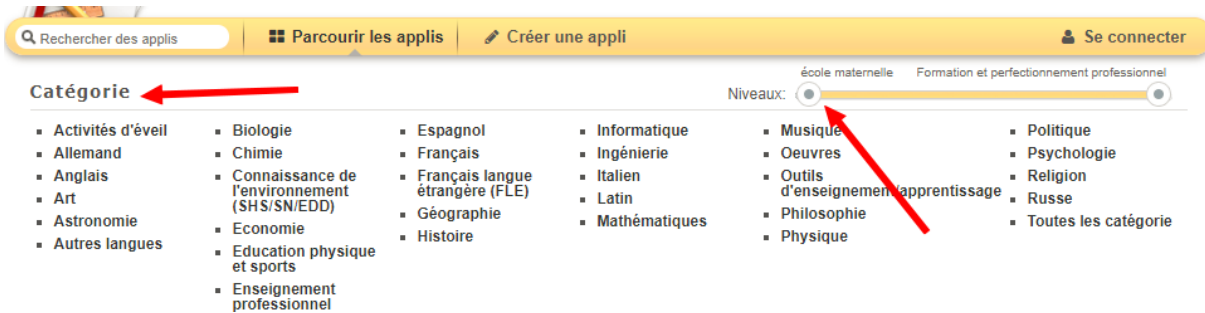 Rechercher des applis
Parcourir les applis
Créer une appli
Se connecter
école maternelle
Formation et perfectionnement professionnel
Catégorie
Niveaux:
Activités d'éveil
Allemand
Anglais
Art
Astronomie
Autres langues
Biologie
Chimie
Connaissance de
l'environnement
(SHS/SN/EDD)
Economie
Education physique
et sports
Enseignement
professionnel
Espagnol
Français
Français langue
étrangère (FLE)
Géographie
Histoire
Informatique
Ingénierie
Italien
Latin
Mathématiques
Musique
Oeuvres
Outils
d'enseignement/apprentissage
Philosophie
Physique
Politique
Psychologie
Religion
Russe
Toutes les catégorie